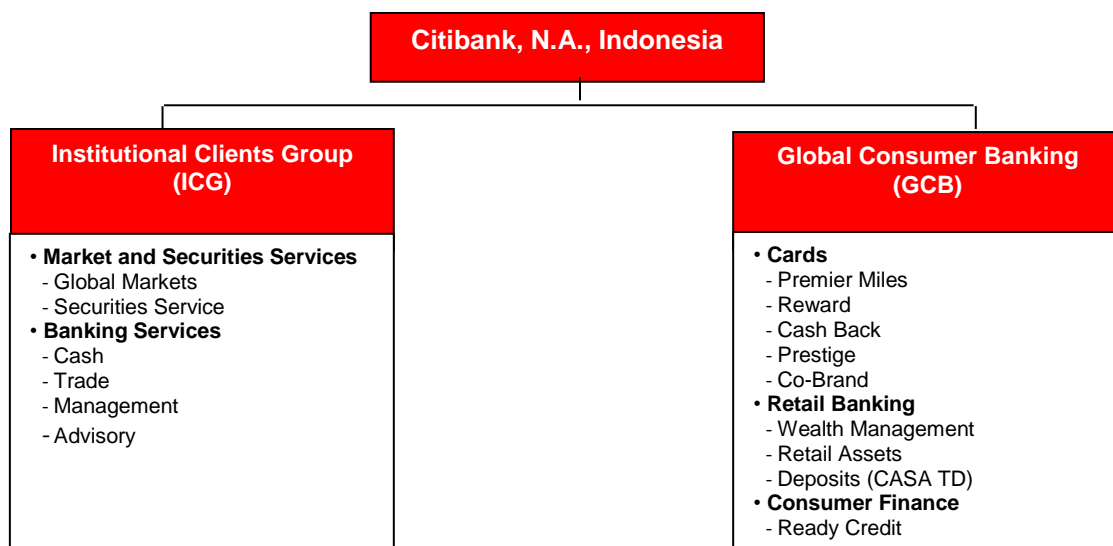 Citibank, N.A., Indonesia
Institutional Clients Group
(ICG)
• Market and Securities Services
- Global Markets
- Securities Service
• Banking Services
- Cash
- Trade
- Management
- Advisory
Global Consumer Banking
(GCB)
• Cards
- Premier Miles
- Reward
- Cash Back
- Prestige
- Co-Brand
• Retail Banking
- Wealth Management
- Retail Assets
- Deposits (CASA TD)
• Consumer Finance
- Ready Credit